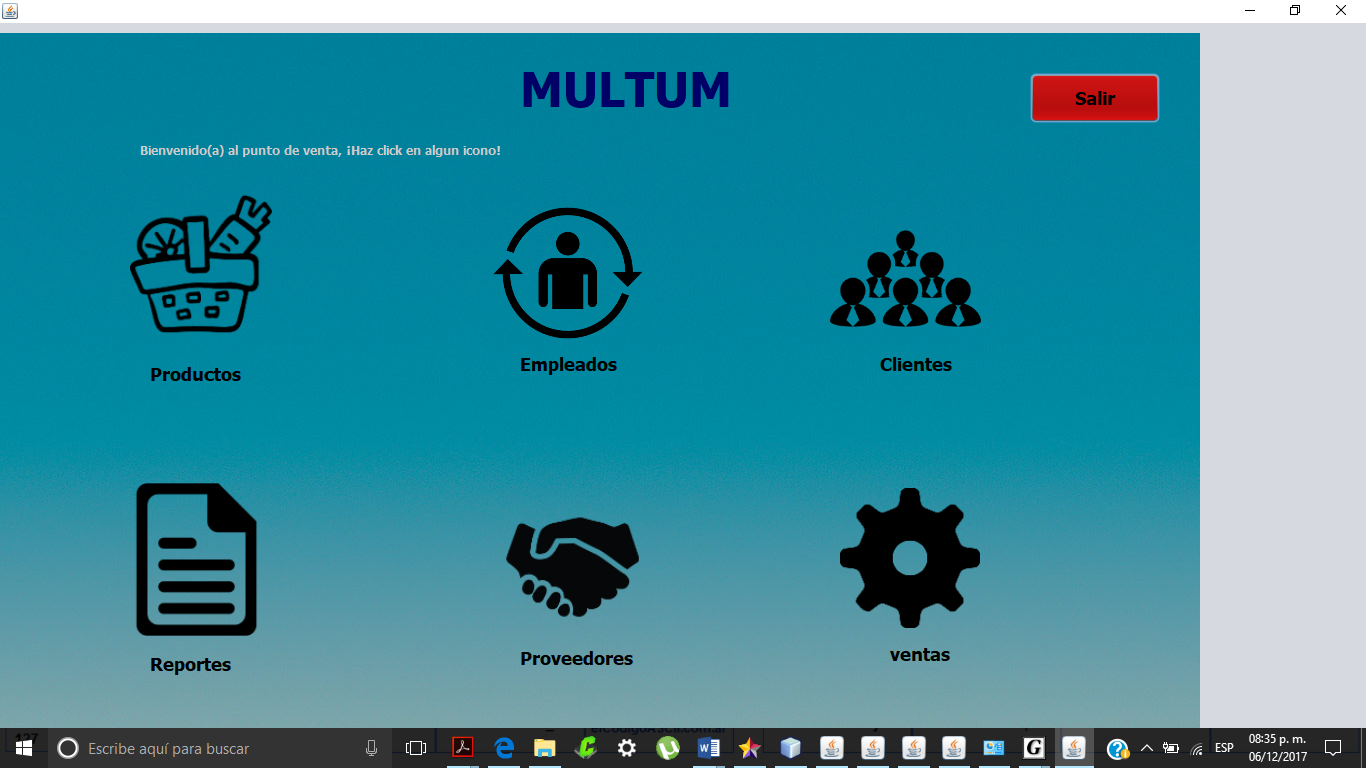 MULTUM
Salir
Bienvenido(a) al punto de venta, ¡Haz click en algun icono!
Productos
Empleados
Clientes
Reportes
Proveedores
ventas
Escribe aquí para buscar
W
G
ESP
08:35 p. m.
06/12/2017